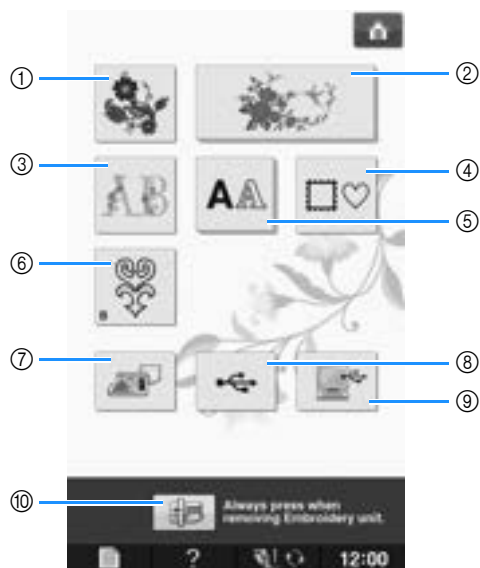 ①
②
③ AB
④
⑤ AA
⑥
⑦
⑧
⑨
⑩ Always press when
removing Embroidery unit.
? 12:00